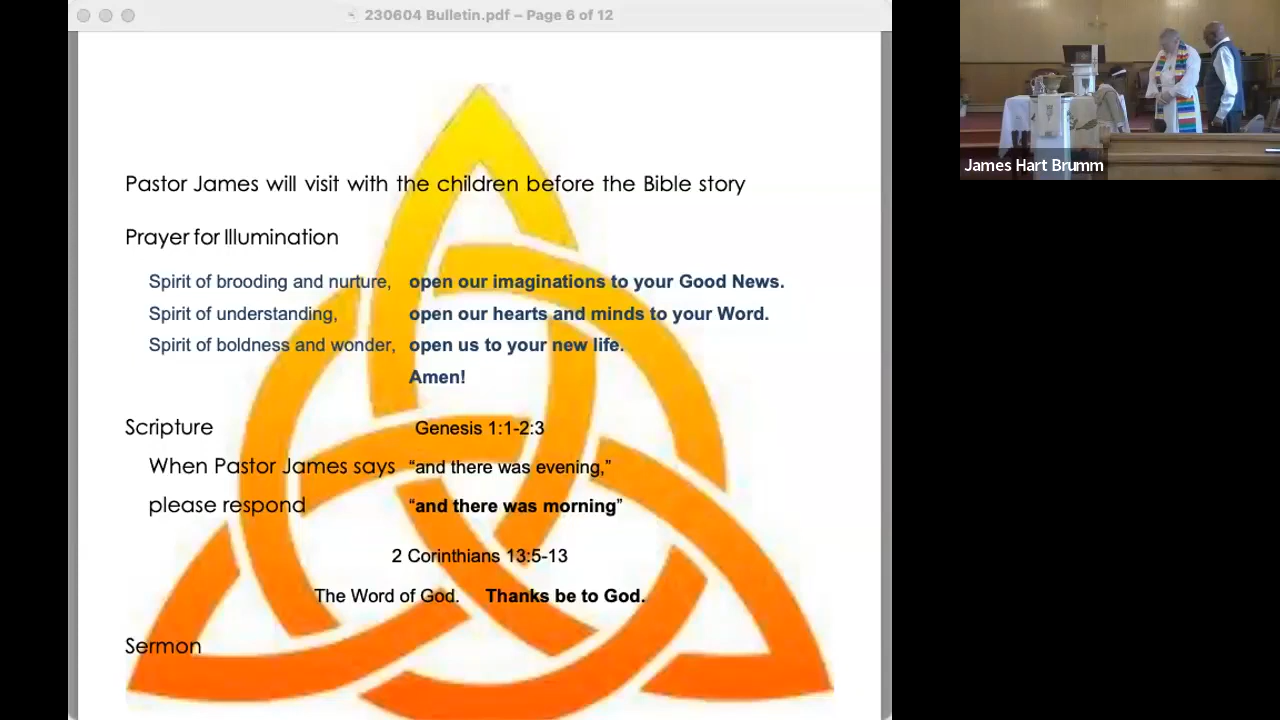 230604 Bulletin.pdf – Page 6 of 12
Pastor James will visit with the children before the Bible story
Prayer for Illumination
Spirit of brooding and nurture, open our imaginations to your Good News.
Spirit of understanding, open our hearts and minds to your Word.
Spirit of boldness and wonder, open us to your new life.
Amen!
Scripture Genesis 1:1-2:3
When Pastor James says “and there was evening,”
please respond “and there was morning”
2 Corinthians 13:5-13
The Word of God. Thanks be to God.
Sermon
James Hart Brumm